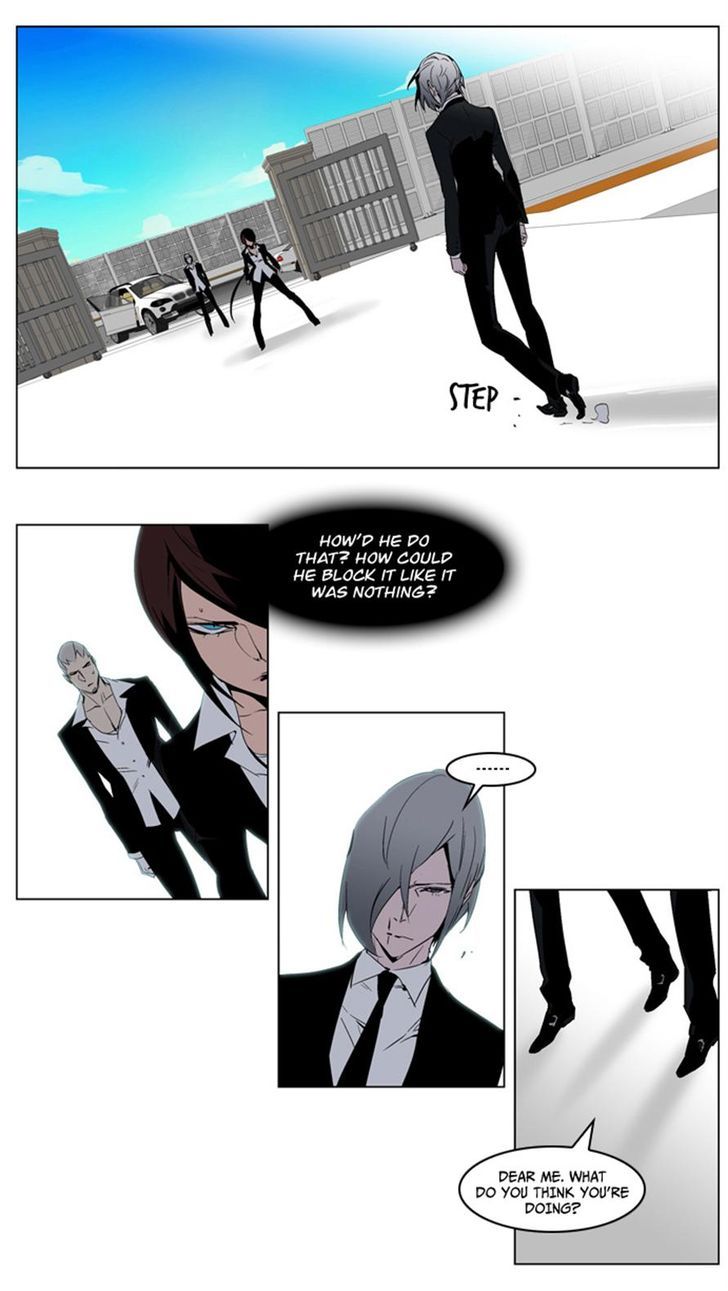 STEP
HOW'D HE DO
THAT? HOW COULD
HE BLOCK IT LIKE IT
WAS NOTHING?
......
DEAR ME. WHAT
DO YOU THINK YOU'RE
DOING?